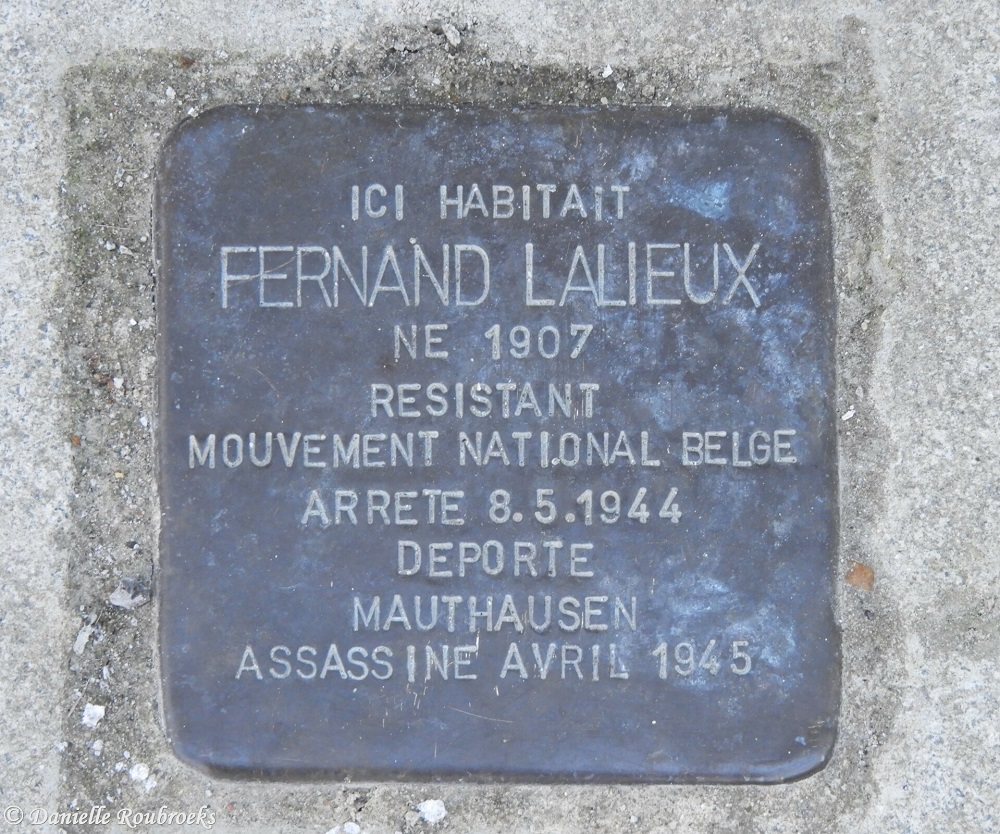 ICI HABITAIT
FERNAND LALIEUX
NE 1907
RESISTANT
MOUVEMENT NATIONAL BELGE
ARRETE 8.5.1944
DEPORTE
MAUTHAUSEN
ASSASSINE AVRIL 1945
© Danielle Roubroeks